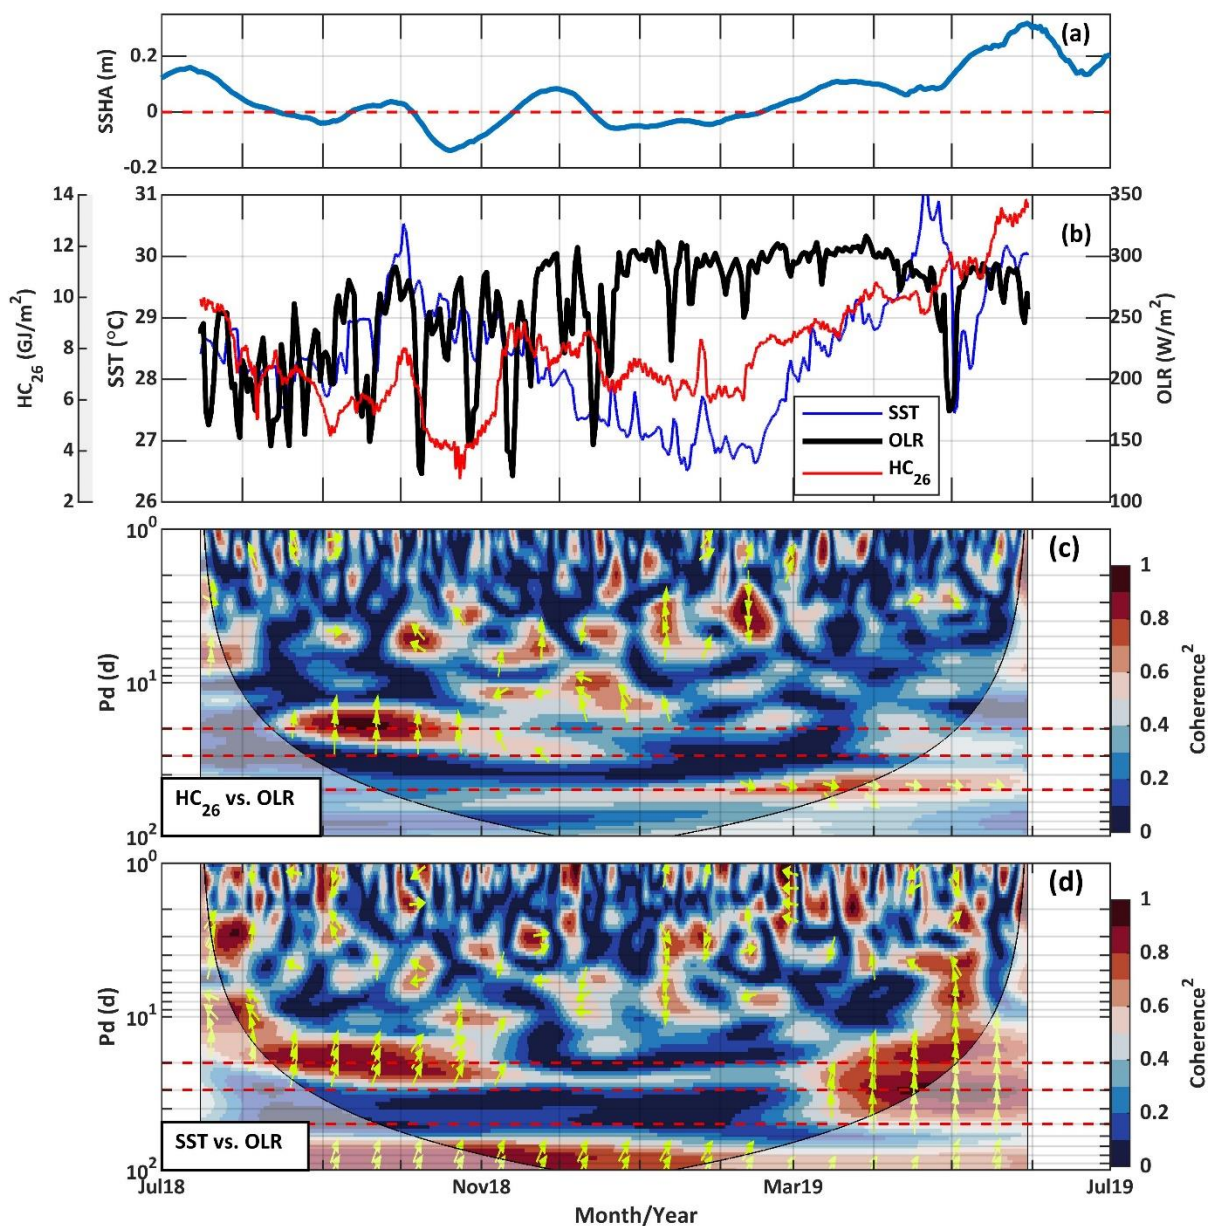 (a)
SSHA (m)
0.2
0
-0.2
(b)
HC26 (GJ/m2)
14
12
10
8
6
4
2
SST (°C)
31
30
29
28
27
26
350
300
250
200
150
100
OLR (W/m2)
SST
OLR
HC26
(c)
Pd (d)
10^0
10^1
10^2
HC26 vs. OLR
1
0.8
0.6
0.4
0.2
0
Coherence2
(d)
Pd (d)
10^0
10^1
10^2
SST vs. OLR
1
0.8
0.6
0.4
0.2
0
Coherence2
Jul18 Nov18 Mar19 Jul19
Month/Year